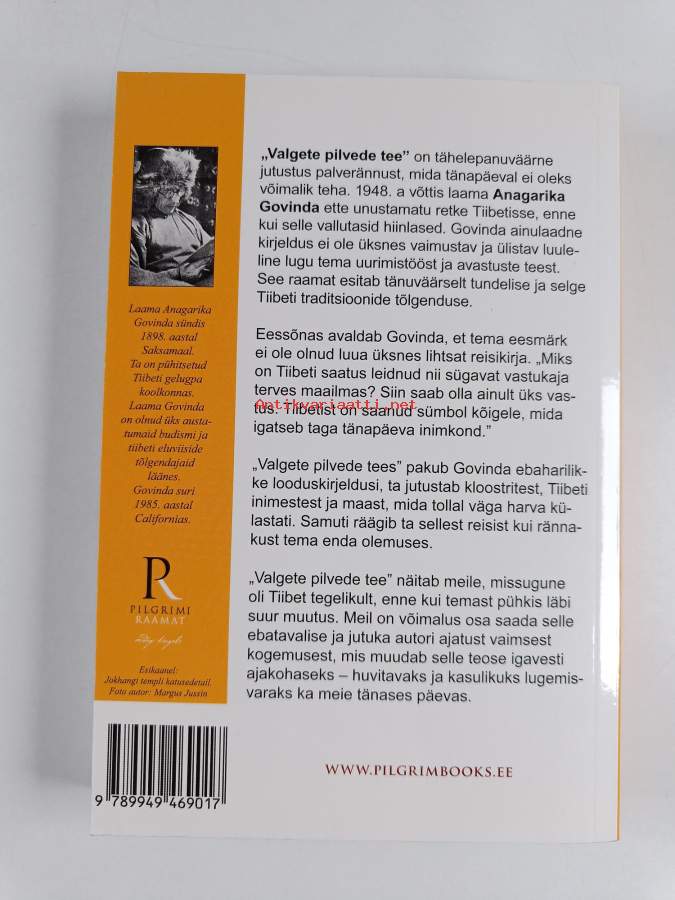 „Valgete pilvede tee” on tähelepanuväärne
jutustus palverännust, mida tänapäeval ei oleks
võimalik teha. 1948. a võttis laama Anagarika
Govinda ette unustamatu retke Tiibetisse, enne
kui selle vallutasid hiinlased. Govinda ainulaadne
kirjeldus ei ole üksnes vaimustav ja ülistav luule-
line lugu tema uurimistööst ja avastuste teest.
See raamat esitab tänuväärselt tundelise ja selge
Tiibeti traditsioonide tõlgenduse.
Eessõnas avaldab Govinda, et tema eesmärk
ei ole olnud luua üksnes lihtsat reisikirja. „Miks
on Tiibeti saatus leidnud nii sügavat vastukaja
terves maailmas? Siin saab olla ainult üks vas-
tus: Tiibetist on saanud sümbol kõigele, mida
igatseb taga tänapäeva inimkond.”
Antikvariaatti.net
„Valgete pilvede tees” pakub Govinda ebaharilik-
ke looduskirjeldusi, ta jutustab kloostritest, Tiibeti
inimestest ja maast, mida tollal väga harva kü-
lastati. Samuti räägib ta sellest reisist kui ränna-
kust tema enda olemuses.
„Valgete pilvede tee” näitab meile, missugune
oli Tiibet tegelikult, enne kui temast pühkis läbi
suur muutus. Meil on võimalus osa saada selle
ebatavalise ja jutuka autori ajatust vaimsest
kogemusest, mis muudab selle teose igavesti
ajakohaseks – huvitavaks ja kasulikuks lugemis-
varaks ka meie tänases päevas.
WWW.PILGRIMBOOKS.EE
Laama Anagarika
Govinda sündis
1898. aastal
Saksamaal.
Ta on pühitsetud
Tiibeti gelugpa
koolkonnas.
Laama Govinda
on olnud üks austa-
tumaid budismi ja
tiibeti eluviiside
tõlgendajaid
läänes.
Govinda suri
1985. aastal
Californias.
R
PILGRIMI
RAAMAT
Esikaanel:
Jokhangi templi katusedetail.
Foto autor: Margus Jussin
9 789949 469017